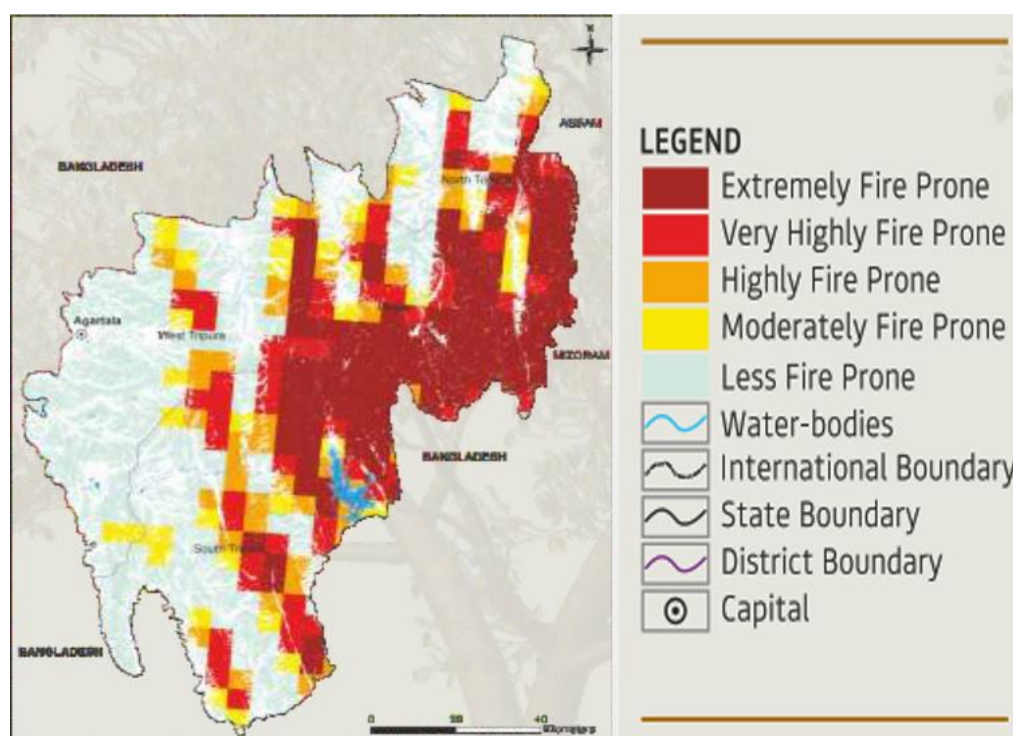 N
ASSAM
BANGLADESH
North Tripura
Agartala
West Tripura
MIZORAM
BANGLADESH
South Tripura
BANGLADESH
0 20 40
Kilometers
LEGEND
Extremely Fire Prone
Very Highly Fire Prone
Highly Fire Prone
Moderately Fire Prone
Less Fire Prone
Water-bodies
International Boundary
State Boundary
District Boundary
Capital